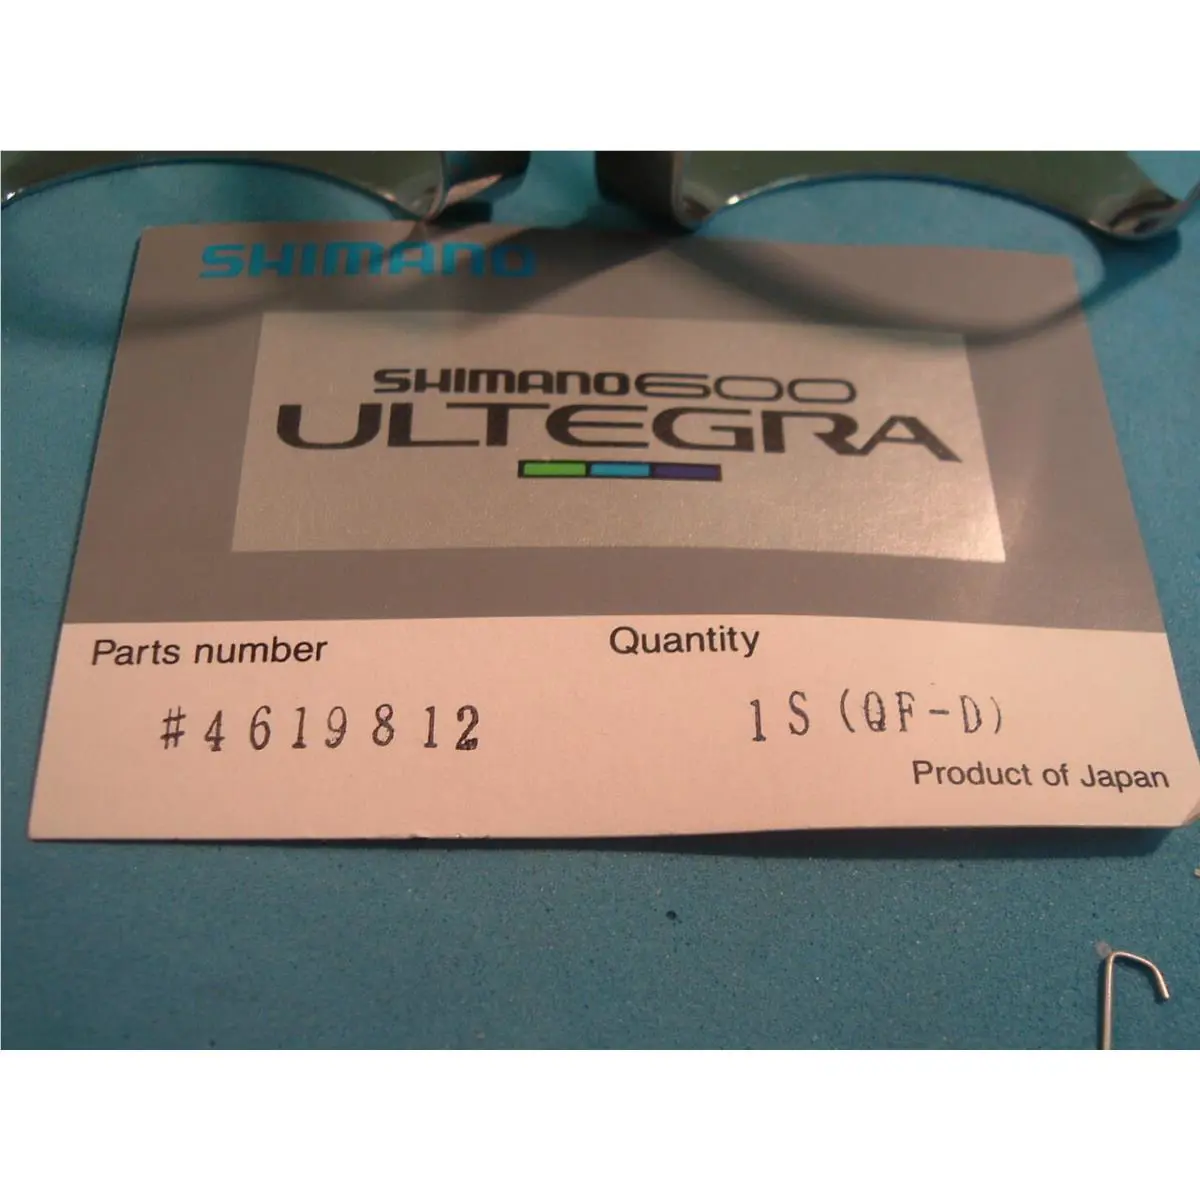 SHIMANO
SHIMANO600
ULTEGRA
Parts number
Quantity
#4619812
1S(QF-D)
Product of Japan